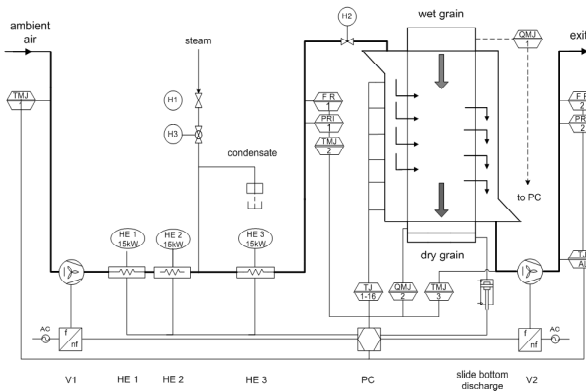 H2
wet grain
ambient
air
exit
steam
QMJ
1
TMJ
1
H1
F R
1
F R
2
PRI
1
PRI
2
H3
TMJ
2
condensate
to PC
HE 1
15kW
HE 2
15kW
HE 3
15kW
dry grain
TJ
1-16
QMJ
2
TMJ
3
TJ
AC
f
nf
f
nf
AC
V1
HE 1
HE 2
HE 3
PC
slide bottom
discharge
V2